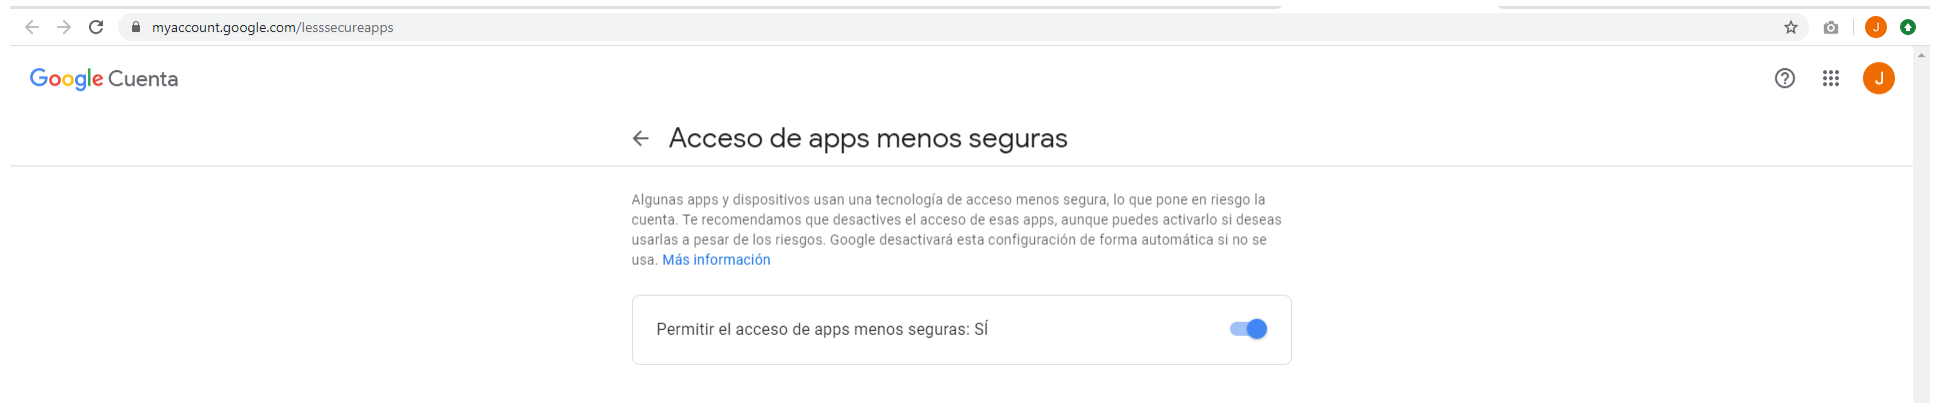 myaccount.google.com/lesssecureapps
J
Google Cuenta
J
Acceso de apps menos seguras
Algunas apps y dispositivos usan una tecnología de acceso menos segura, lo que pone en riesgo la
cuenta. Te recomendamos que desactives el acceso de esas apps, aunque puedes activarlo si deseas
usarlas a pesar de los riesgos. Google desactivará esta configuración de forma automática si no se
usa. Más información
Permitir el acceso de apps menos seguras: SÍ